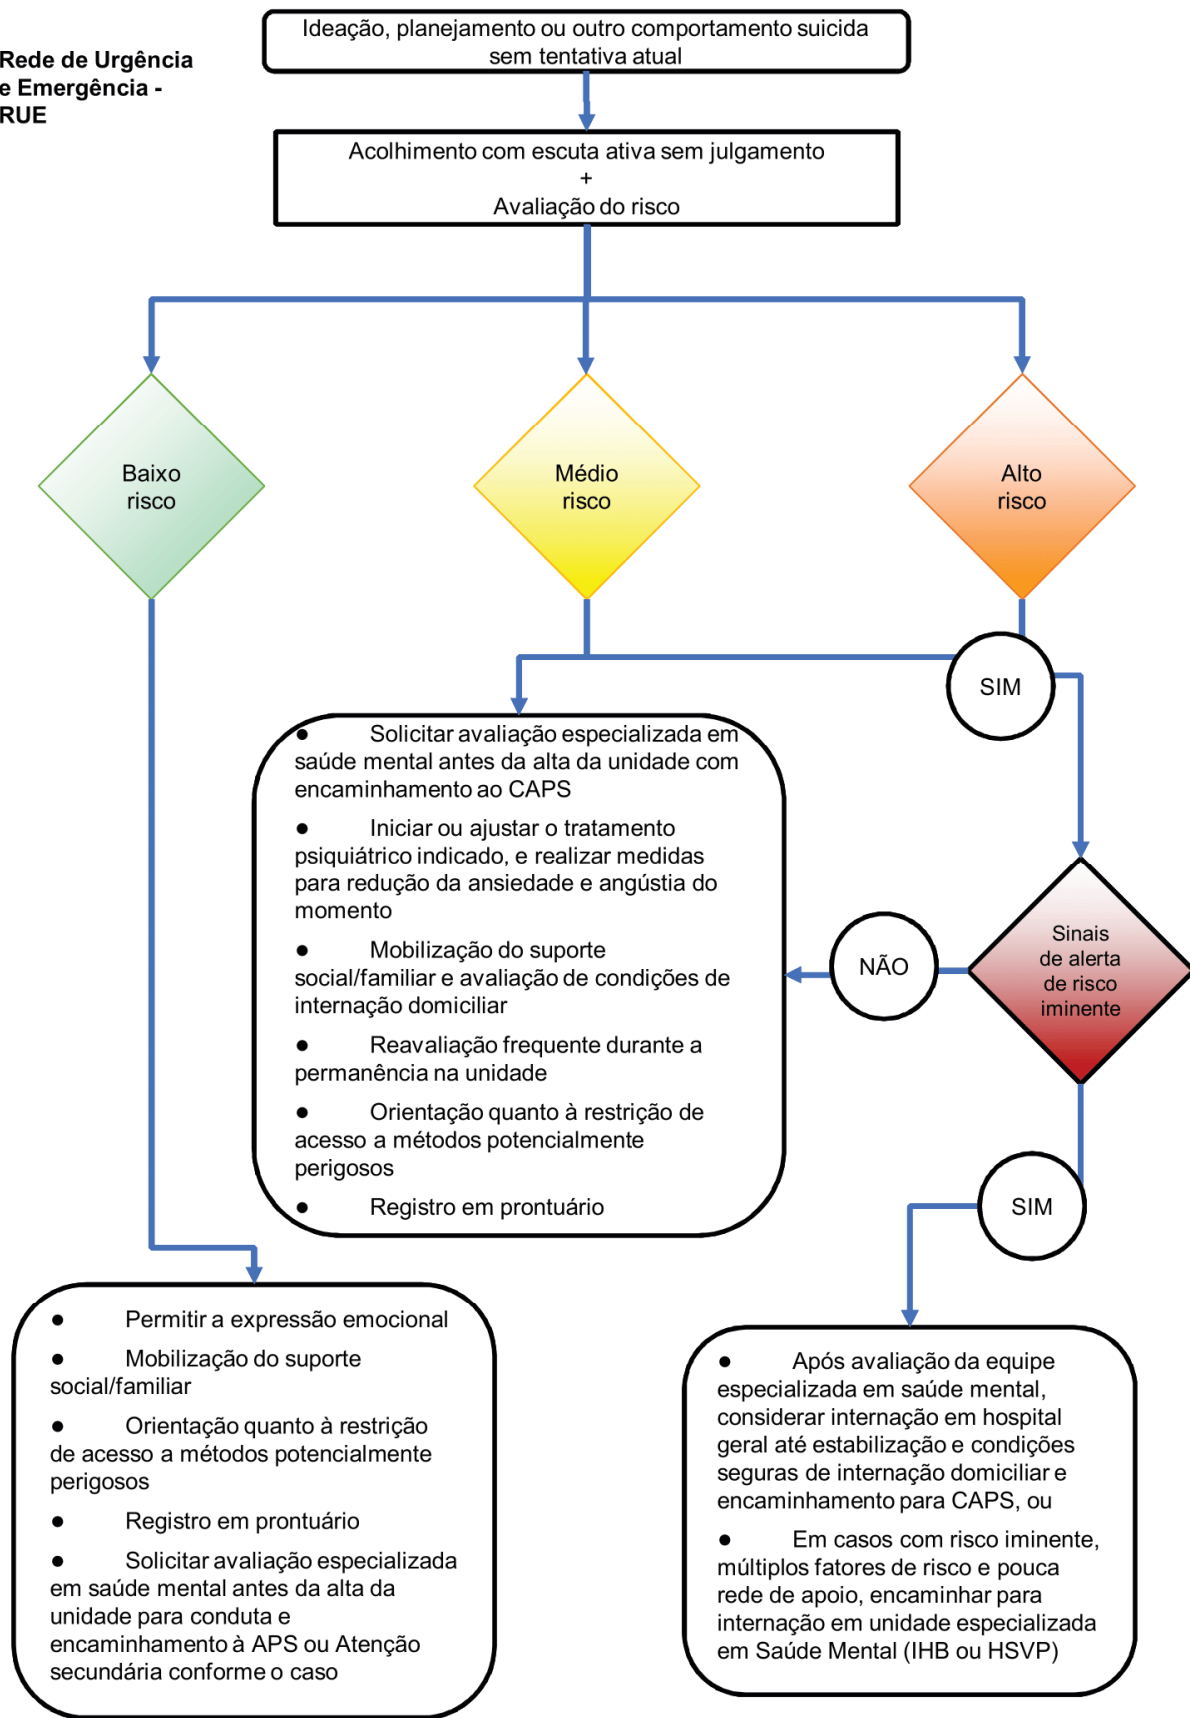 Rede de Urgência
e Emergência -
RUE
Ideação, planejamento ou outro comportamento suicida
sem tentativa atual
Acolhimento com escuta ativa sem julgamento
+
Avaliação do risco
Baixo
risco
Médio
risco
Alto
risco
SIM
● Solicitar avaliação especializada em
saúde mental antes da alta da unidade com
encaminhamento ao CAPS
● Iniciar ou ajustar o tratamento
psiquiátrico indicado, e realizar medidas
para redução da ansiedade e angústia do
momento
● Mobilização do suporte
social/familiar e avaliação de condições de
internação domiciliar
● Reavaliação frequente durante a
permanência na unidade
● Orientação quanto à restrição de
acesso a métodos potencialmente
perigosos
● Registro em prontuário
NÃO
Sinais
de alerta
de risco
iminente
SIM
● Permitir a expressão emocional
● Mobilização do suporte
social/familiar
● Orientação quanto à restrição
de acesso a métodos potencialmente
perigosos
● Registro em prontuário
● Solicitar avaliação especializada
em saúde mental antes da alta da
unidade para conduta e
encaminhamento à APS ou Atenção
secundária conforme o caso
● Após avaliação da equipe
especializada em saúde mental,
considerar internação em hospital
geral até estabilização e condições
seguras de internação domiciliar e
encaminhamento para CAPS, ou
● Em casos com risco iminente,
múltiplos fatores de risco e pouca
rede de apoio, encaminhar para
internação em unidade especializada
em Saúde Mental (IHB ou HSVP)